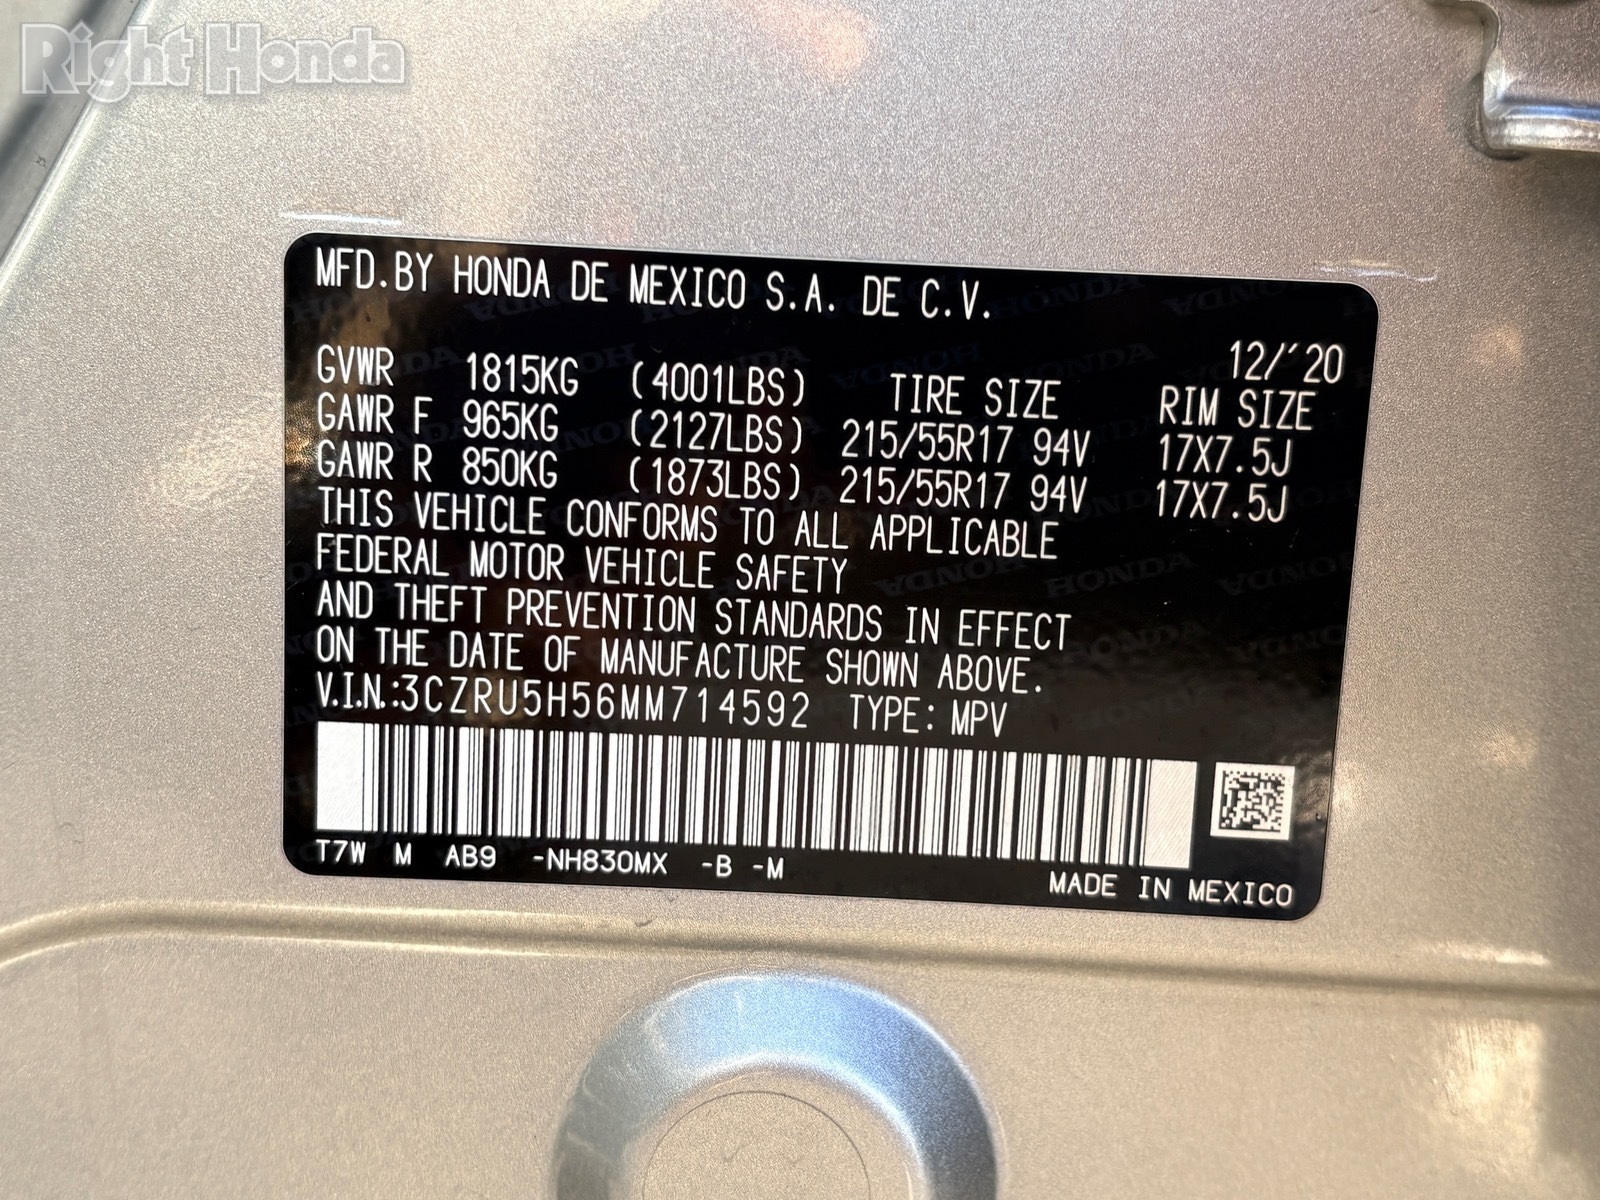 Right Honda
MFD.BY HONDA DE MEXICO S.A. DE C.V.
12/'20
GVWR 1815KG (4001LBS) TIRE SIZE RIM SIZE
GAWR F 965KG (2127LBS) 215/55R17 94V 17X7.5J
GAWR R 850KG (1873LBS) 215/55R17 94V 17X7.5J
THIS VEHICLE CONFORMS TO ALL APPLICABLE
FEDERAL MOTOR VEHICLE SAFETY
AND THEFT PREVENTION STANDARDS IN EFFECT
ON THE DATE OF MANUFACTURE SHOWN ABOVE.
V.I.N.:3CZRU5H56MM714592 TYPE: MPV
T7W M AB9 -NH830MX -B -M
MADE IN MEXICO